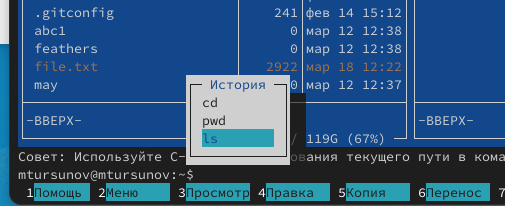 .gitconfig 241 фев 14 15:12
abc1 0 мар 12 12:38
feathers 0 мар 12 12:38
file.txt 2922 мар 18 12:22
may 0 мар 12 12:37
История
cd
pwd
ls
-ВВЕРХ- -ВВЕРХ-
/ 119G (67%)
Совет: Используйте C- ования текущего пути в кома
mtursunov@mtursunov:~$
1Помощь 2Меню 3Просмотр 4Правка 5Копия 6Перенос 7